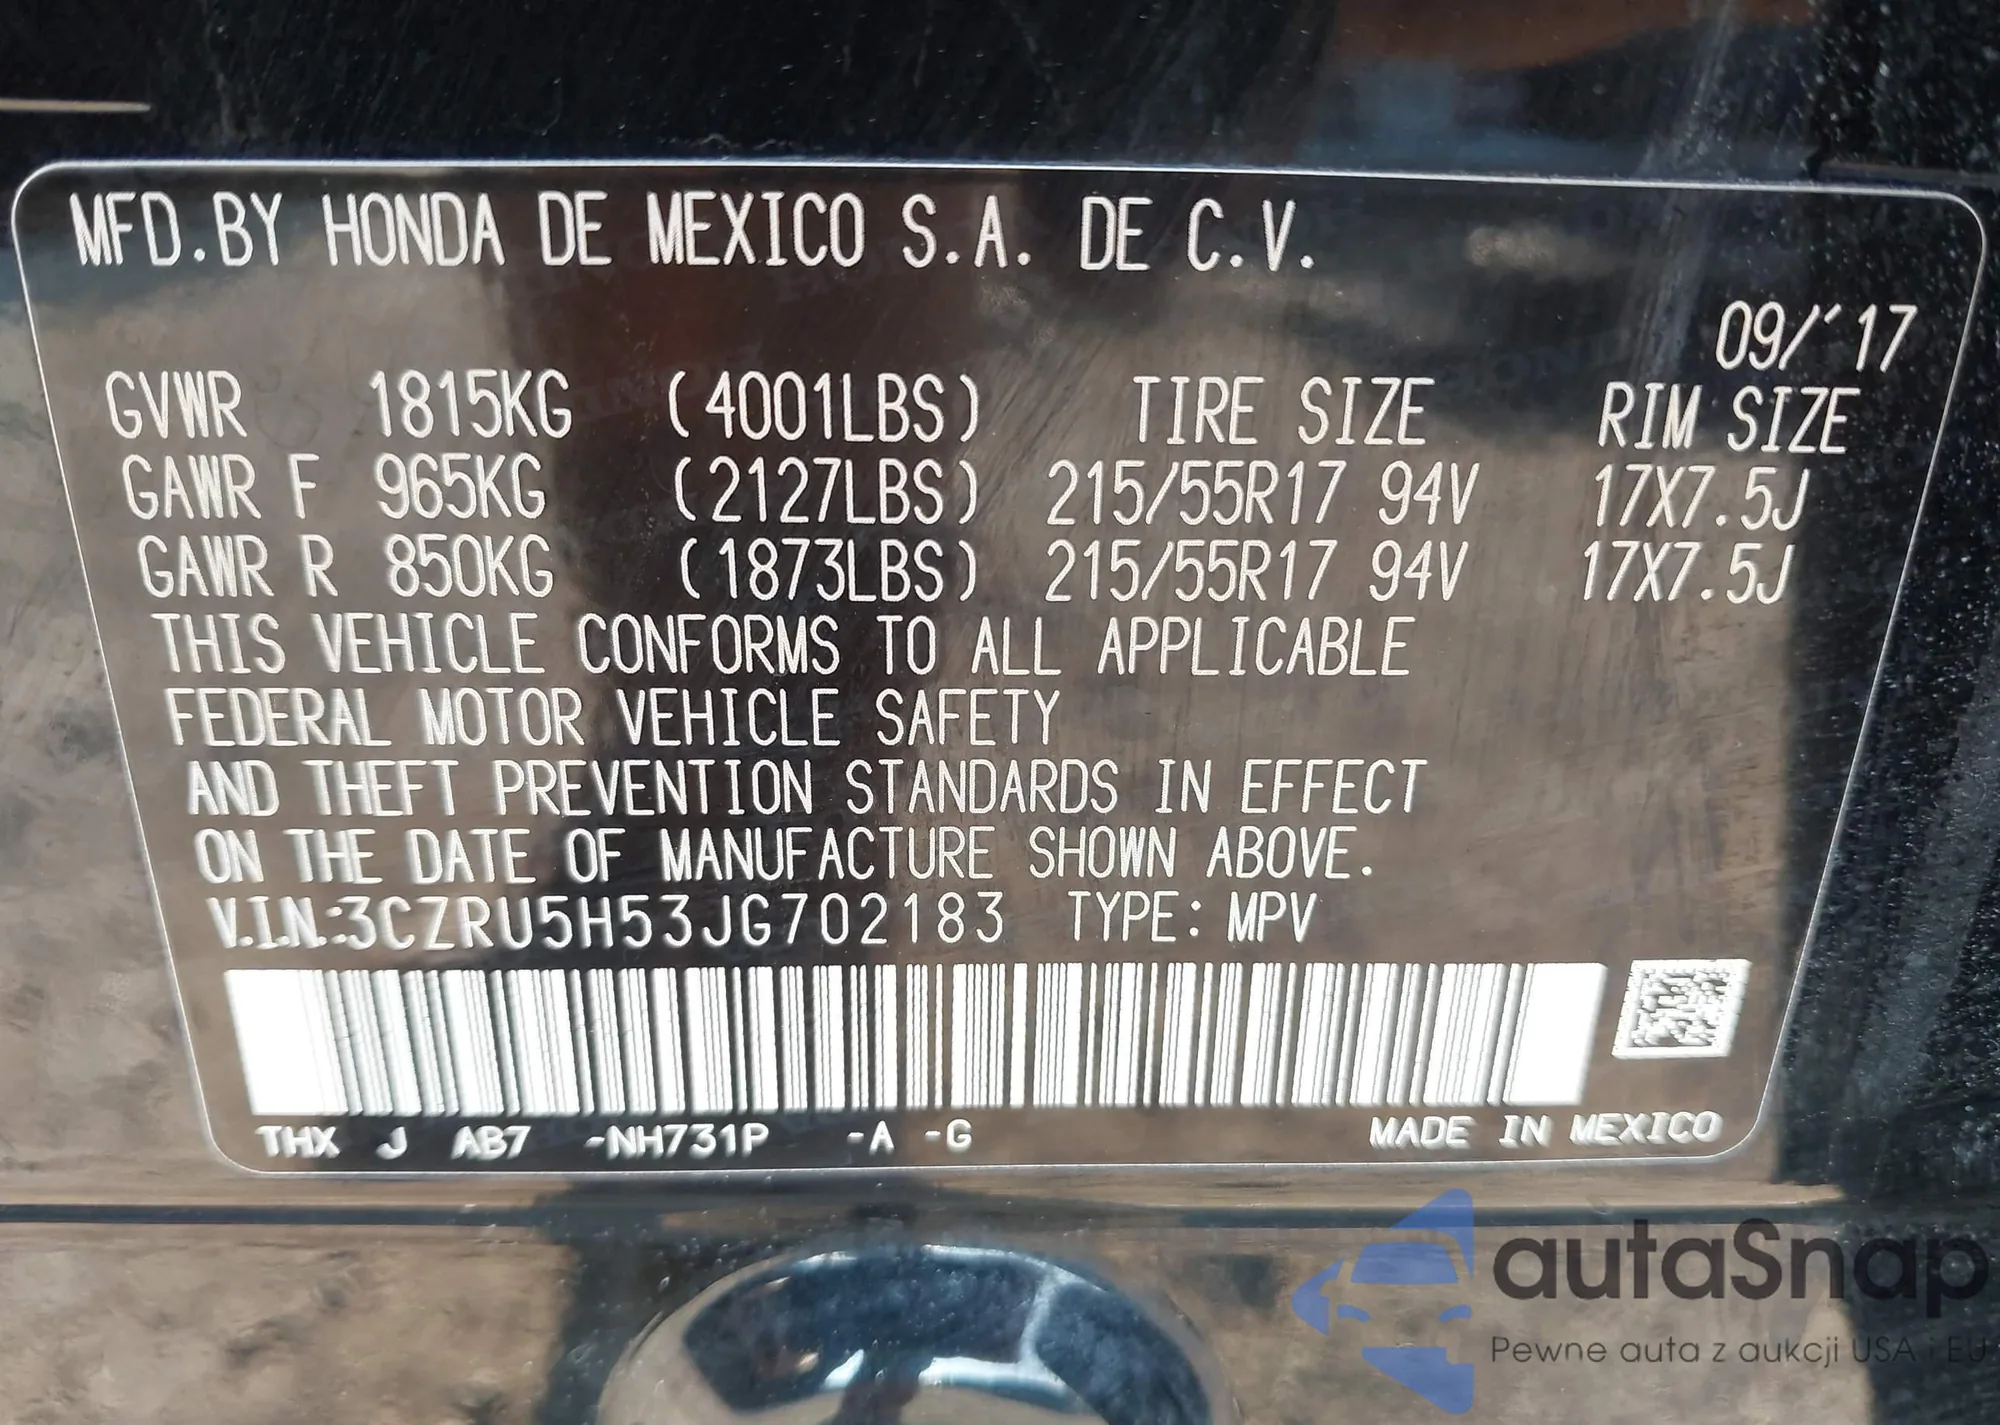 MFD.BY HONDA DE MEXICO S.A. DE C.V.
09/´17
GVWR 1815KG (4001LBS) TIRE SIZE RIM SIZE
GAWR F 965KG (2127LBS) 215/55R17 94V 17X7.5J
GAWR R 850KG (1873LBS) 215/55R17 94V 17X7.5J
THIS VEHICLE CONFORMS TO ALL APPLICABLE
FEDERAL MOTOR VEHICLE SAFETY
AND THEFT PREVENTION STANDARDS IN EFFECT
ON THE DATE OF MANUFACTURE SHOWN ABOVE.
V.I.N.:3CZRU5H53JG702183 TYPE: MPV
THX J AB7 -NH731P -A -G MADE IN MEXICO
autaSnap
Pewne auta z aukcji USA i EU